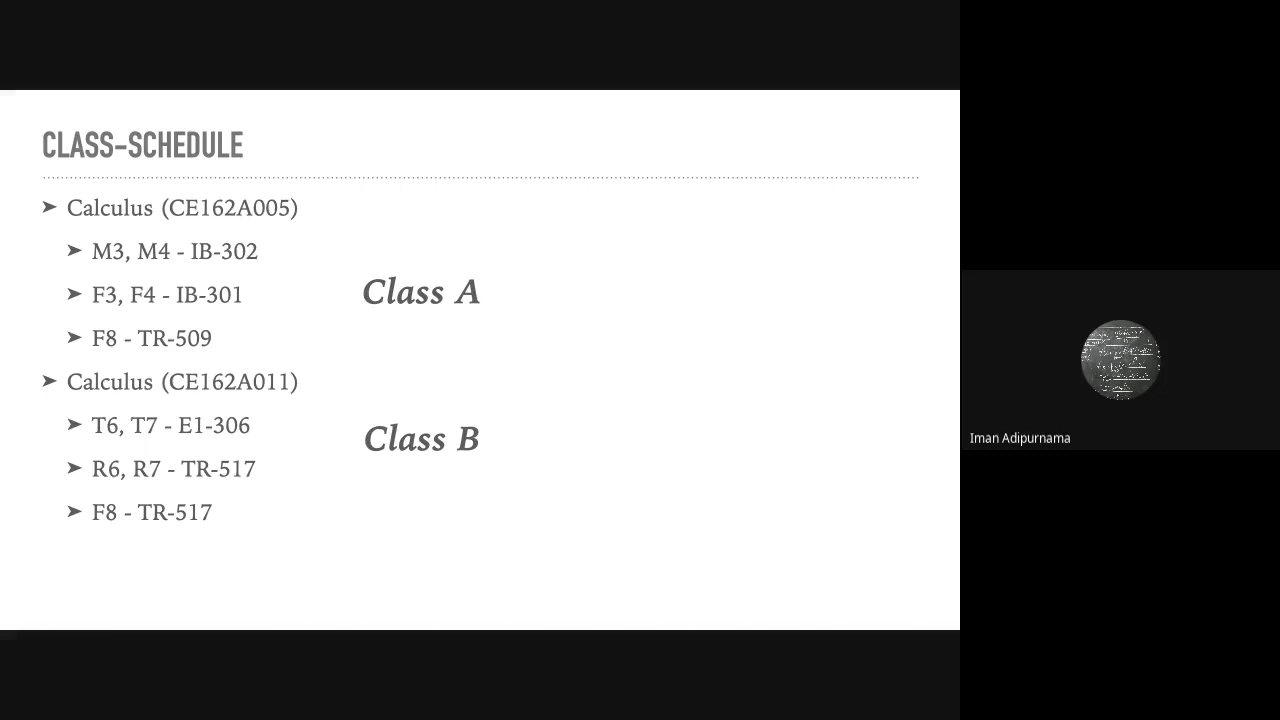 CLASS-SCHEDULE
➤ Calculus (CE162A005)
➤ M3, M4 - IB-302
➤ F3, F4 - IB-301
➤ F8 - TR-509
Class A
➤ Calculus (CE162A011)
➤ T6, T7 - E1-306
➤ R6, R7 - TR-517
➤ F8 - TR-517
Class B
Iman Adipurnama